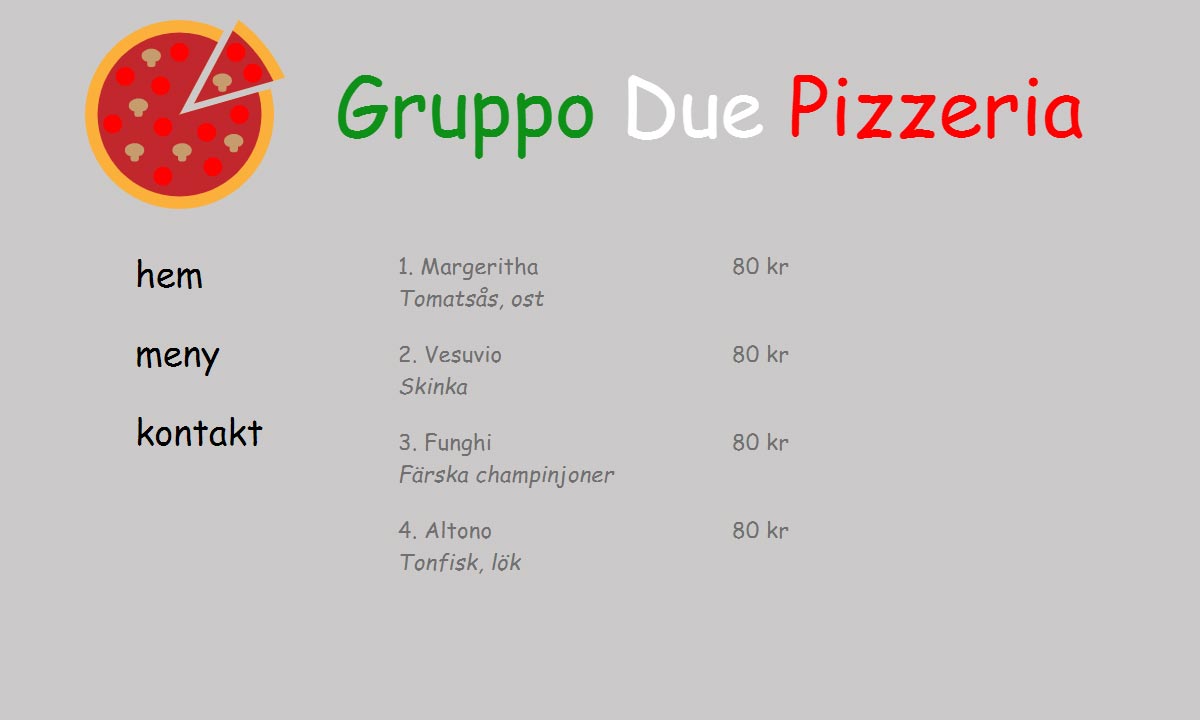 Gruppo Due Pizzeria
hem
meny
kontakt
1. Margeritha 80 kr
Tomatsås, ost
2. Vesuvio 80 kr
Skinka
3. Funghi 80 kr
Färska champinjoner
4. Altono 80 kr
Tonfisk, lök